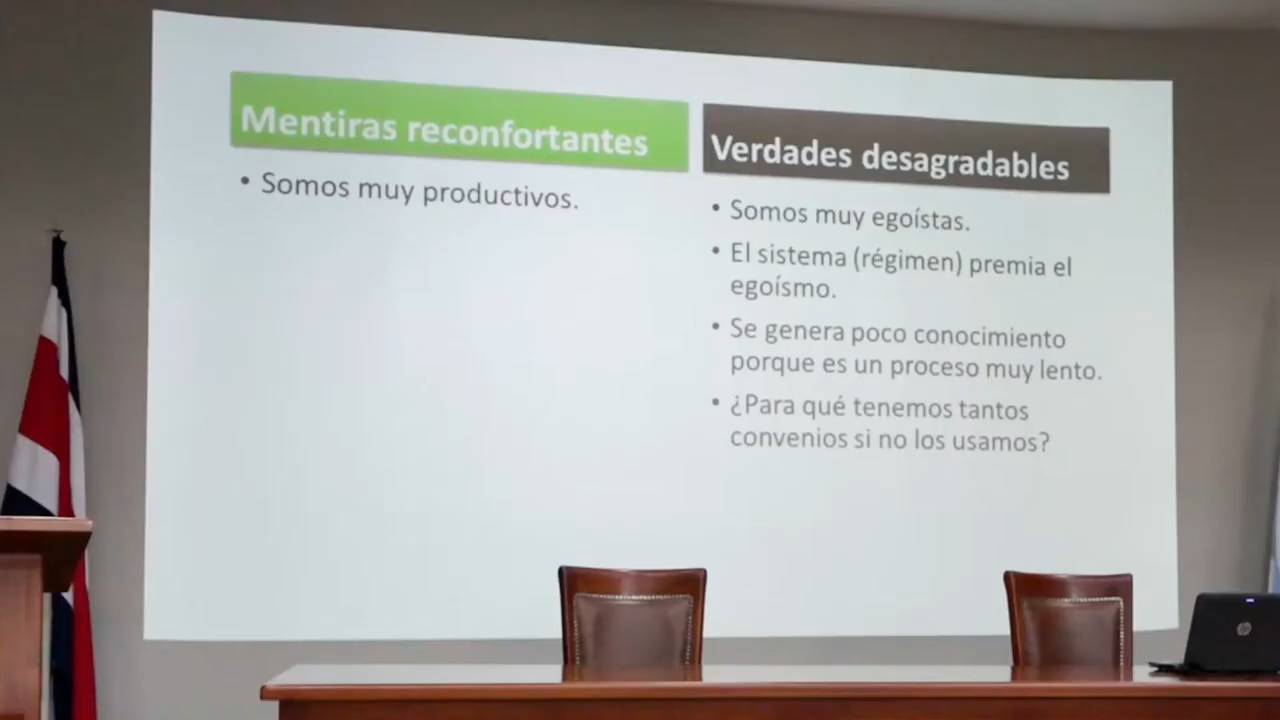 Mentiras reconfortantes
• Somos muy productivos.
Verdades desagradables
• Somos muy egoístas.
• El sistema (régimen) premia el
egoísmo.
• Se genera poco conocimiento
porque es un proceso muy lento.
• ¿Para qué tenemos tantos
convenios si no los usamos?
hp